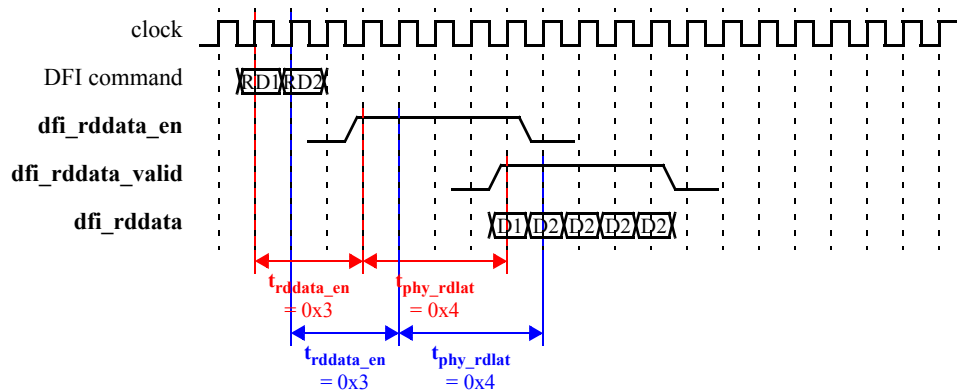 clock
DFI command
RD1 RD2
dfi_rddata_en
dfi_rddata_valid
dfi_rddata
D1 D2 D2 D2 D2
trddata_en
= 0x3
tphy_rdlat
= 0x4
trddata_en
= 0x3
tphy_rdlat
= 0x4